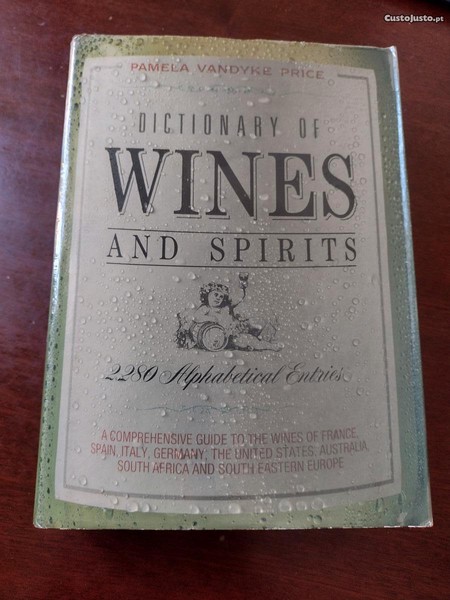 CustoJusto.pt
PAMELA VANDYKE PRICE
DICTIONARY OF
WINES
AND SPIRITS
2280 Alphabetical Entries
A COMPREHENSIVE GUIDE TO THE WINES OF FRANCE,
SPAIN, ITALY, GERMANY, THE UNITED STATES, AUSTRALIA,
SOUTH AFRICA AND SOUTH EASTERN EUROPE